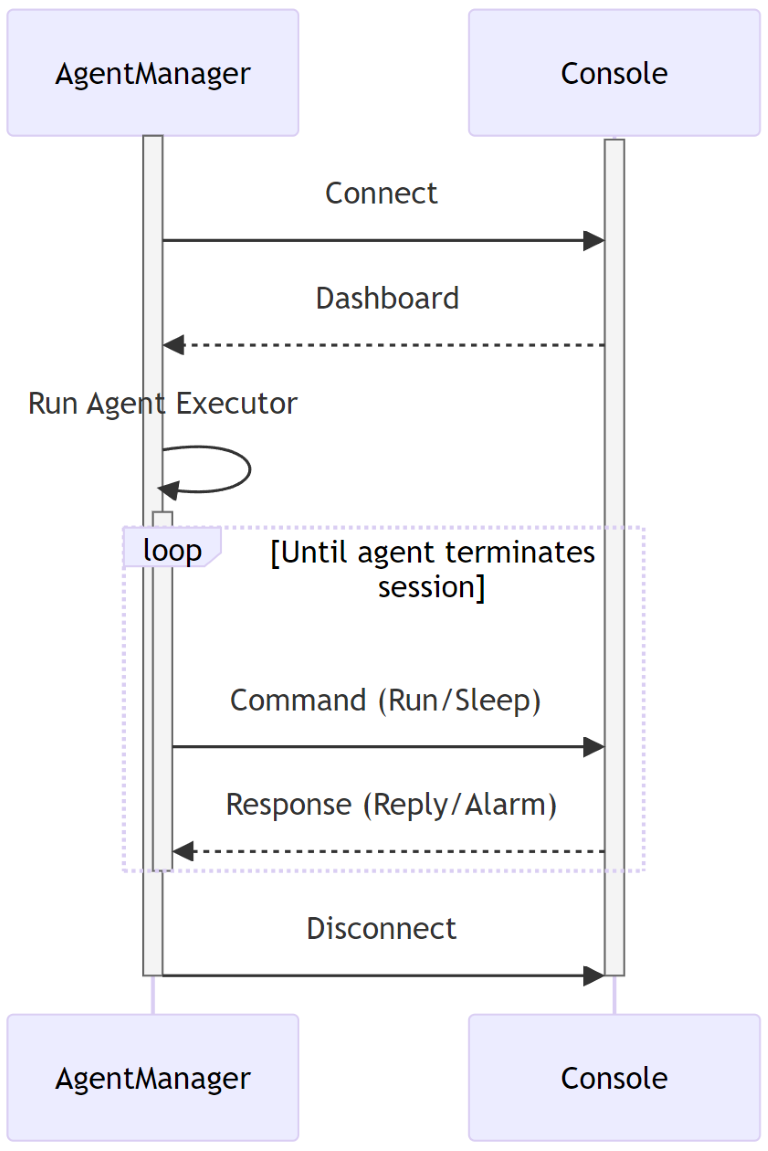 AgentManager
Console
Connect
Dashboard
Run Agent Executor
loop
[Until agent terminates
session]
Command (Run/Sleep)
Response (Reply/Alarm)
Disconnect
AgentManager
Console